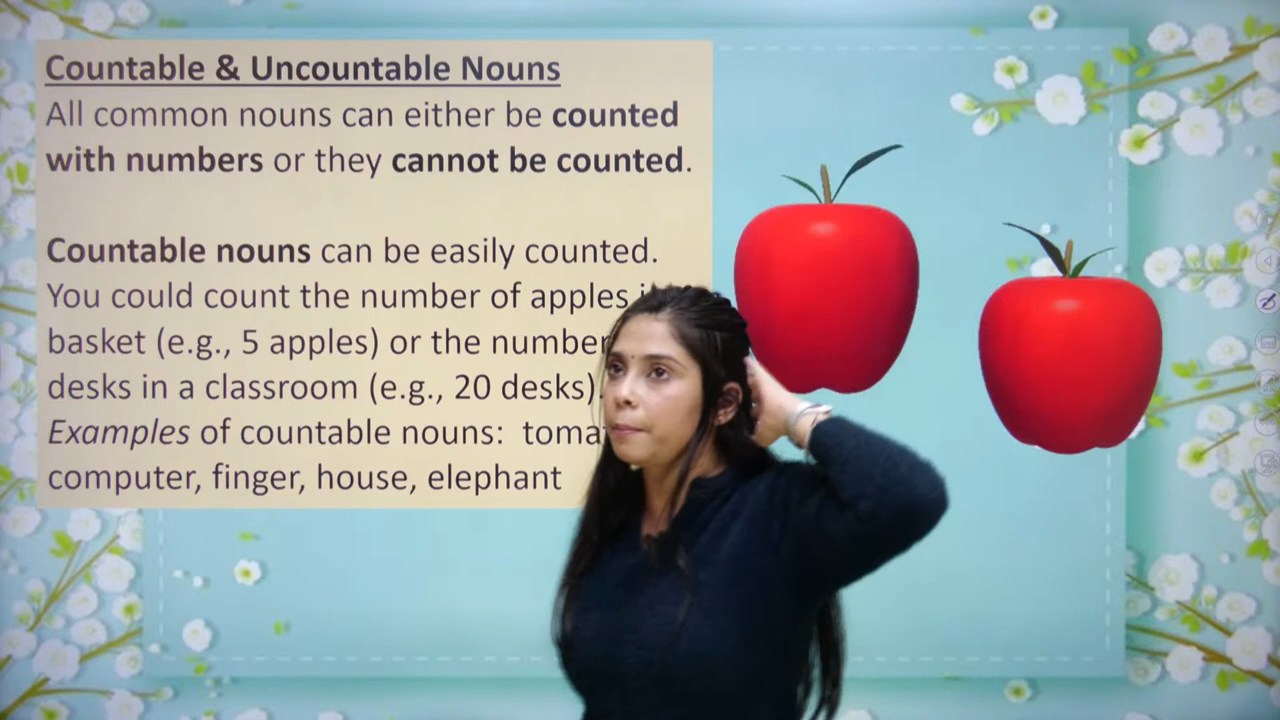 Countable & Uncountable Nouns
All common nouns can either be counted
with numbers or they cannot be counted.
Countable nouns can be easily counted.
You could count the number of apples
basket (e.g., 5 apples) or the number
desks in a classroom (e.g., 20 desks).
Examples of countable nouns:
computer, finger, house, elephant